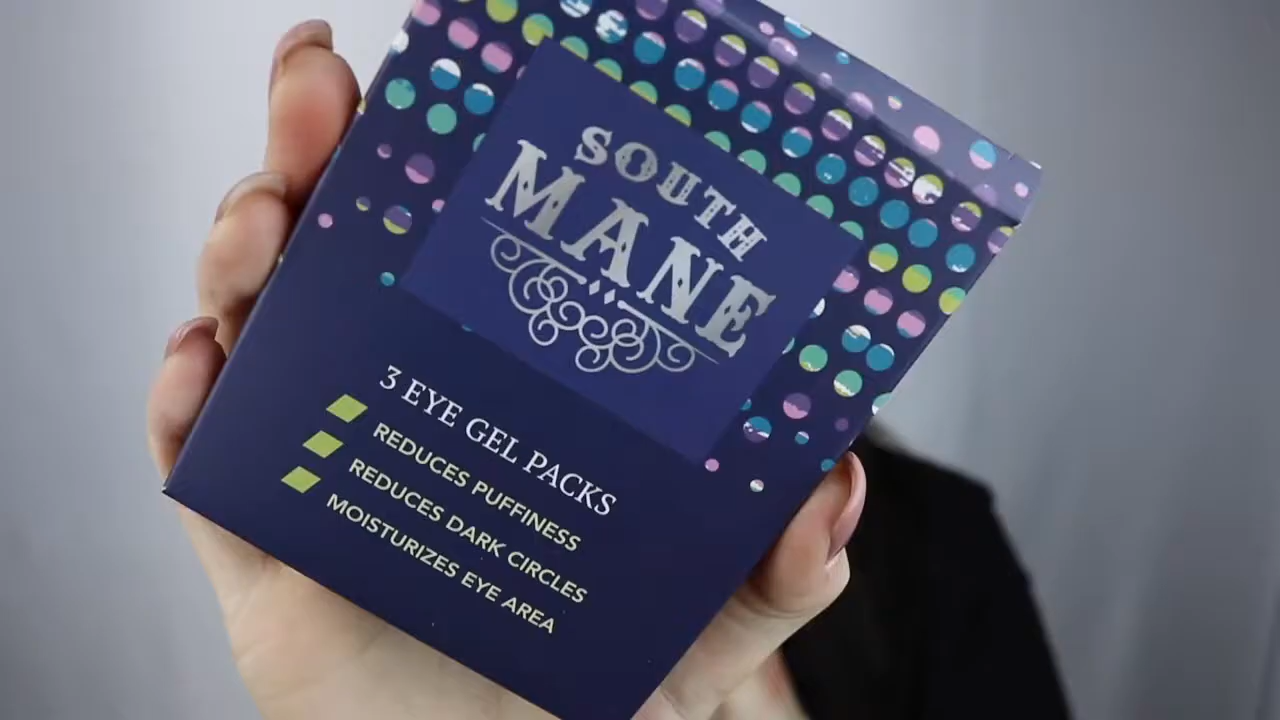 SOUTH
MANE
3 EYE GEL PACKS
REDUCES PUFFINESS
REDUCES DARK CIRCLES
MOISTURIZES EYE AREA